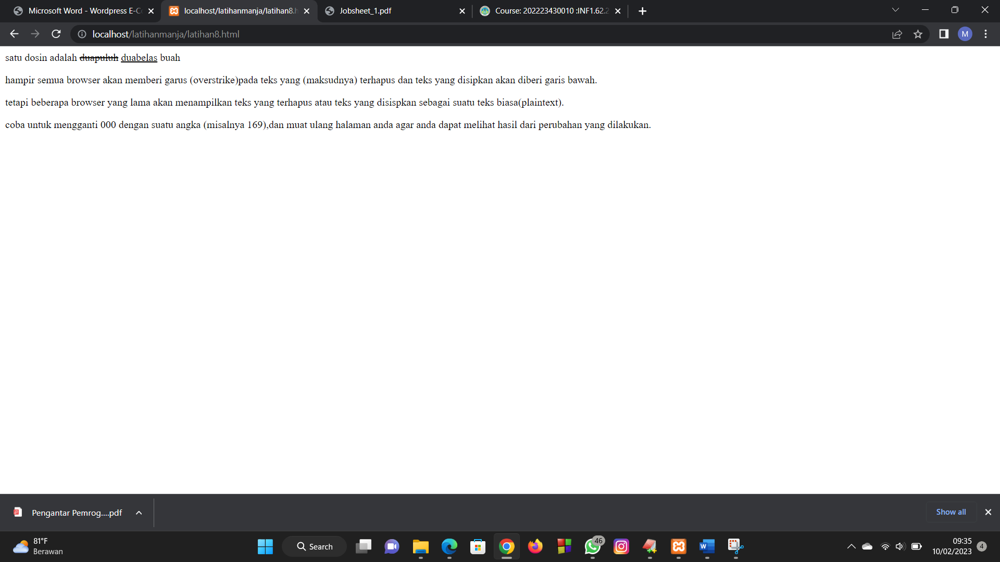 Microsoft Word - Wordpress E-C
localhost/latihanmanja/latihan8.h
Jobsheet_1.pdf
Course: 202223430010 :INF1.62.2
localhost/latihanmanja/latihan8.html
M
satu dosin adalah duapuluh duabelas buah
hampir semua browser akan memberi garus (overstrike)pada teks yang (maksudnya) terhapus dan teks yang disipkan akan diberi garis bawah.
tetapi beberapa browser yang lama akan menampilkan teks yang terhapus atau teks yang disispkan sebagai suatu teks biasa(plaintext).
coba untuk mengganti 000 dengan suatu angka (misalnya 169),dan muat ulang halaman anda agar anda dapat melihat hasil dari perubahan yang dilakukan.
Pengantar Pemrog....pdf
Show all
81°F
Berawan
Search
46
W
09:35
10/02/2023
4